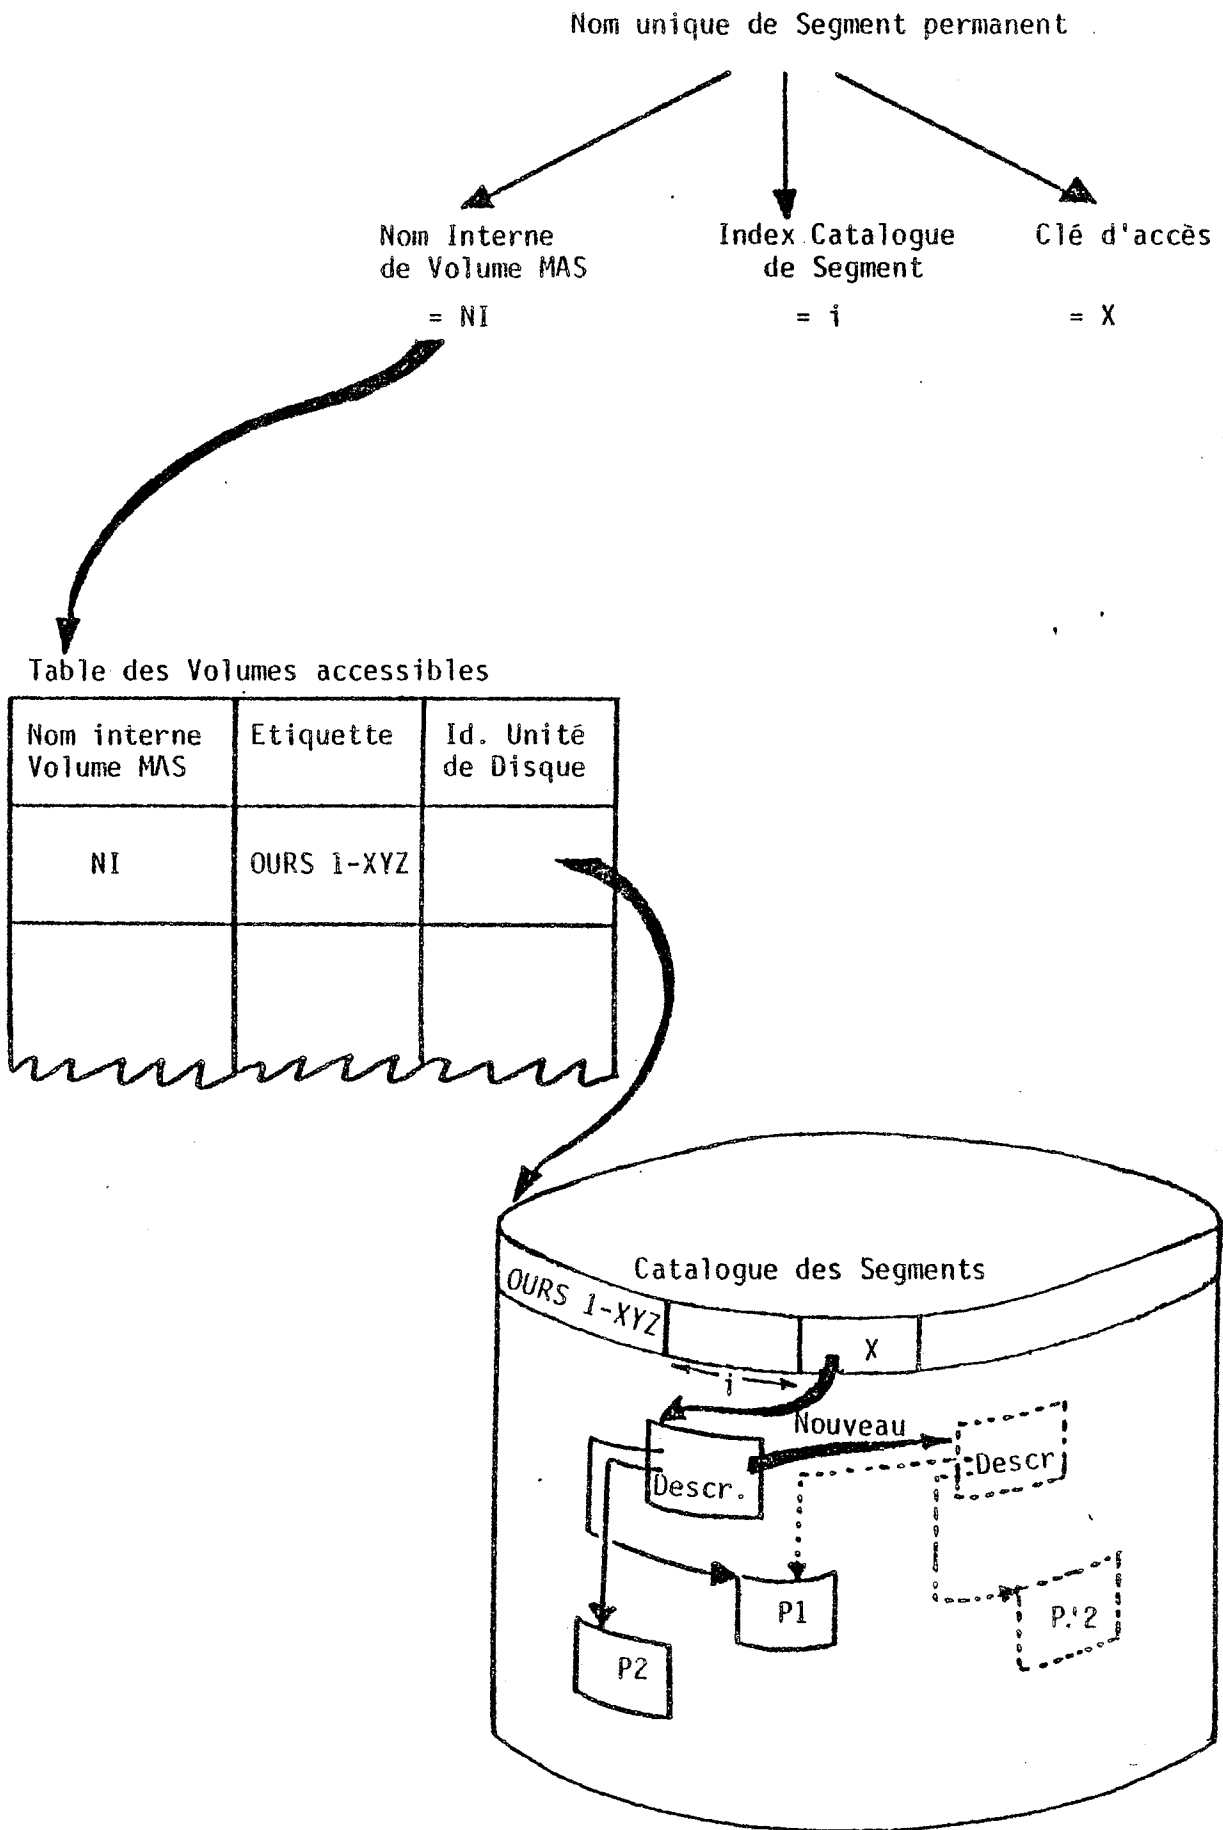 Nom unique de Segment permanent
Nom Interne
de Volume MAS
= NI
Index Catalogue
de Segment
= i
Clé d'accès
= X
Table des Volumes accessibles
Nom interne
Volume MAS
Etiquette
Id. Unité
de Disque
NI
OURS 1-XYZ
Catalogue des Segments
OURS 1-XYZ
X
i
Nouveau
Descr.
Descr
P1
P'2
P2